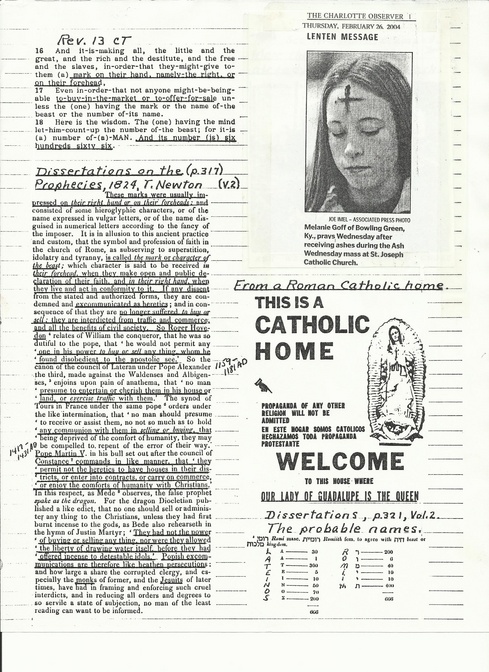 Rev. 13 CT
16 And it-is-making all, the little and the
great, and the rich and the destitute, and the free
and the slaves, in-order-that they-might-give-to-
them (a) mark on their hand, namely-the right, or
on their forehead.
17 Even in-order-that not anyone might-be-being-
able to-buy-in-the-market or to-offer-for-sale un-
less the (one) having the mark or the name of-the
beast or the number of-its name.
18 Here is the wisdom. The (one) having the mind
let-him-count-up the number of-the beast; for it-is
(a) number of-(a)-MAN. And its number (is) six
hundreds sixty six.
Dissertations on the (p.317)
Prophecies, 1824, T. Newton (V.2)
These marks were usually im-
pressed on their right hand or on their foreheads; and
consisted of some hieroglyphic characters, or of the
name expressed in vulgar letters, or of the name dis-
guised in numeral letters according to the fancy of
the imposer. It is in allusion to this ancient practice
and custom, that the symbol and profession of faith in
the church of Rome, as subserving to superstition,
idolatry and tyranny, is called the mark or character of
the beast; which character is said to be received in
their forehead, when they make open and public de-
claration of their faith, and in their right hand, when
they live and act in conformity to it. If any dissent
from the stated and authorized forms, they are con-
demned and excommunicated as heretics; and in con-
sequence of that they are no longer suffered to buy or
sell; they are interdicted from traffic and commerce,
and all the benefits of civil society. So Roger Hove-
den ' relates of William the conqueror, that he was so
dutiful to the pope, that ' he would not permit any
' one in his power to buy or sell any thing, whom he
' found disobedient to the apostolic see.' So the
canon of the council of Lateran under Pope Alexander
the third, made against the Waldenses and Albigen-
ses, ' enjoins upon pain of anathema, that ' no man
' presume to entertain or cherish them in his house or
' land, or exercise traffic with them.' The synod of
Tours in France under the same pope ' orders under
the like intermination, that ' no man should presume
' to receive or assist them, no not so much as to hold
' any communion with them in selling or buying, that
' being deprived of the comfort of humanity, they may
' be compelled to repent of the error of their way.'
Pope Martin V. in his bull set out after the council of
Constance ' commands in like manner, that ' they
' permit not the heretics to have houses in their dis-
' tricts, or enter into contracts, or carry on commerce,
' or enjoy the comforts of humanity with Christians.'
In this respect, as Mede ' observes, the false prophet
spake as the dragon. For the dragon Diocletian pub-
lished a like edict, that no one should sell or adminis-
ter any thing to the Christians, unless they had first
burnt incense to the gods, as Bede also rehearseth in
the hymn of Justin Martyr; ' They had not the power
' of buying or selling any thing, nor were they allowed
' the liberty of drawing water itself, before they had
' offered incense to detestable idols.' Popish excom-
munications are therefore like heathen persecutions:
and how large a share the corrupted clergy, and es-
pecially the monks of former, and the Jesuits of later
times, have had in framing and enforcing such cruel
interdicts, and in reducing all orders and degrees to
so servile a state of subjection, no man of the least
reading can want to be informed.
1159-
1181 AD
THE CHARLOTTE OBSERVER
THURSDAY, FEBRUARY 26, 2004
LENTEN MESSAGE
JOE IMEL – ASSOCIATED PRESS PHOTO
Melanie Goff of Bowling Green,
Ky., prays Wednesday after
receiving ashes during the Ash
Wednesday mass at St. Joseph
Catholic Church.
From a Roman Catholic home.
THIS IS A
CATHOLIC
HOME
PROPAGANDA OF ANY OTHER
RELIGION WILL NOT BE
ADMITTED
EN ESTE HOGAR SOMOS CATOLICOS
RECHAZAMOS TODA PROPAGANDA
PROTESTANTE
WELCOME
TO THIS HOUSE WHERE
OUR LADY OF GUADALUPE IS THE QUEEN
Dissertations, p.321, Vol.2.
The probable names.